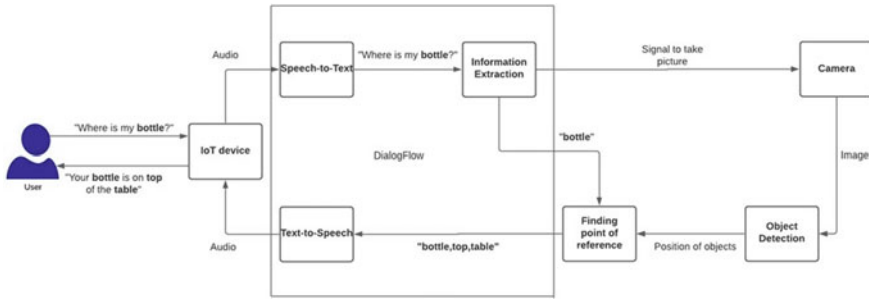 Audio
Speech-to-Text
"Where is my bottle?"
Information
Extraction
Signal to take
picture
Camera
"Where is my bottle?"
IoT device
"Your bottle is on top
of the table"
User
DialogFlow
"bottle"
Image
Audio
Text-to-Speech
"bottle,top,table"
Finding
point of
reference
Position of objects
Object
Detection